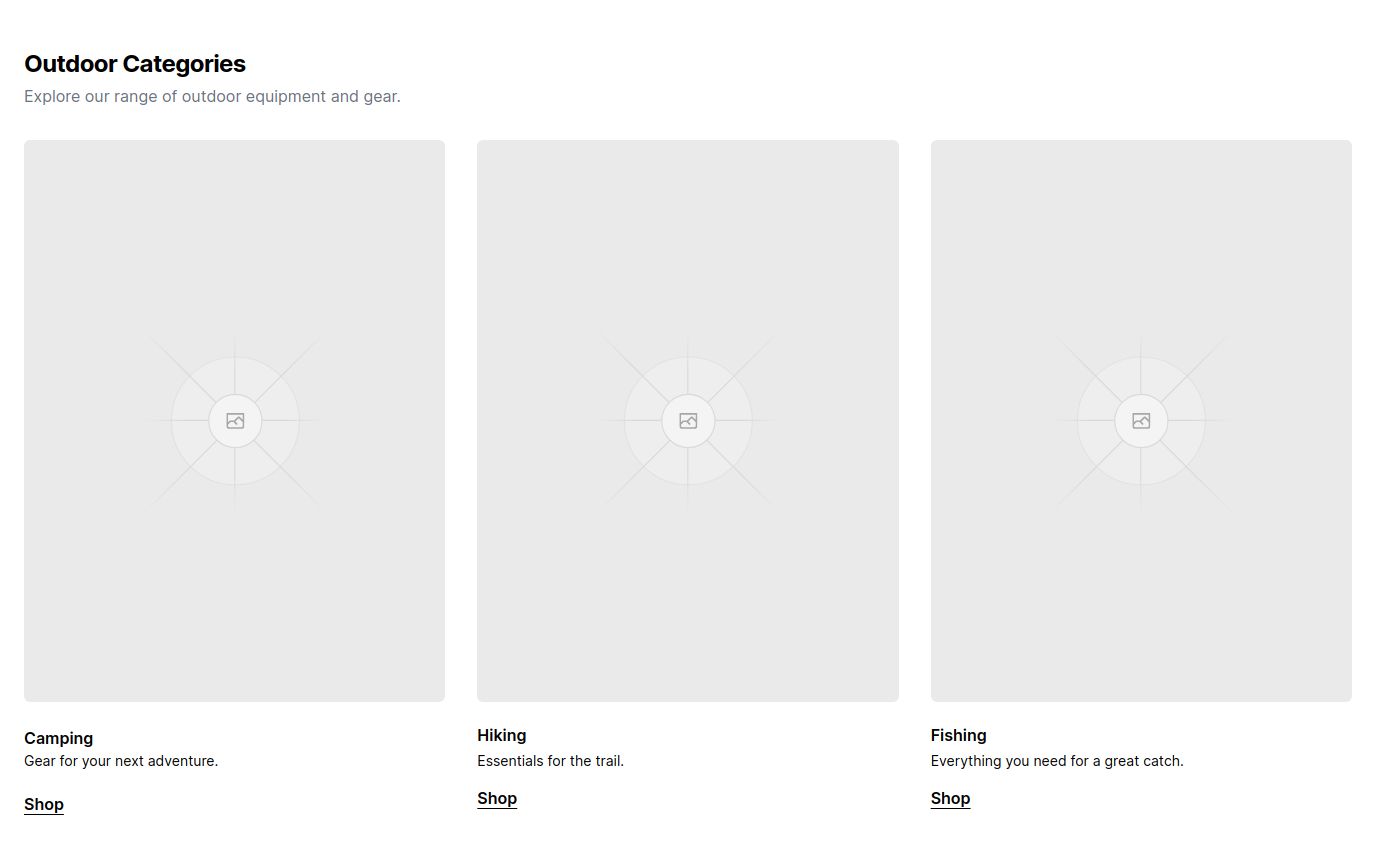 Outdoor Categories
Explore our range of outdoor equipment and gear.
Camping
Gear for your next adventure.
Shop
Hiking
Essentials for the trail.
Shop
Fishing
Everything you need for a great catch.
Shop